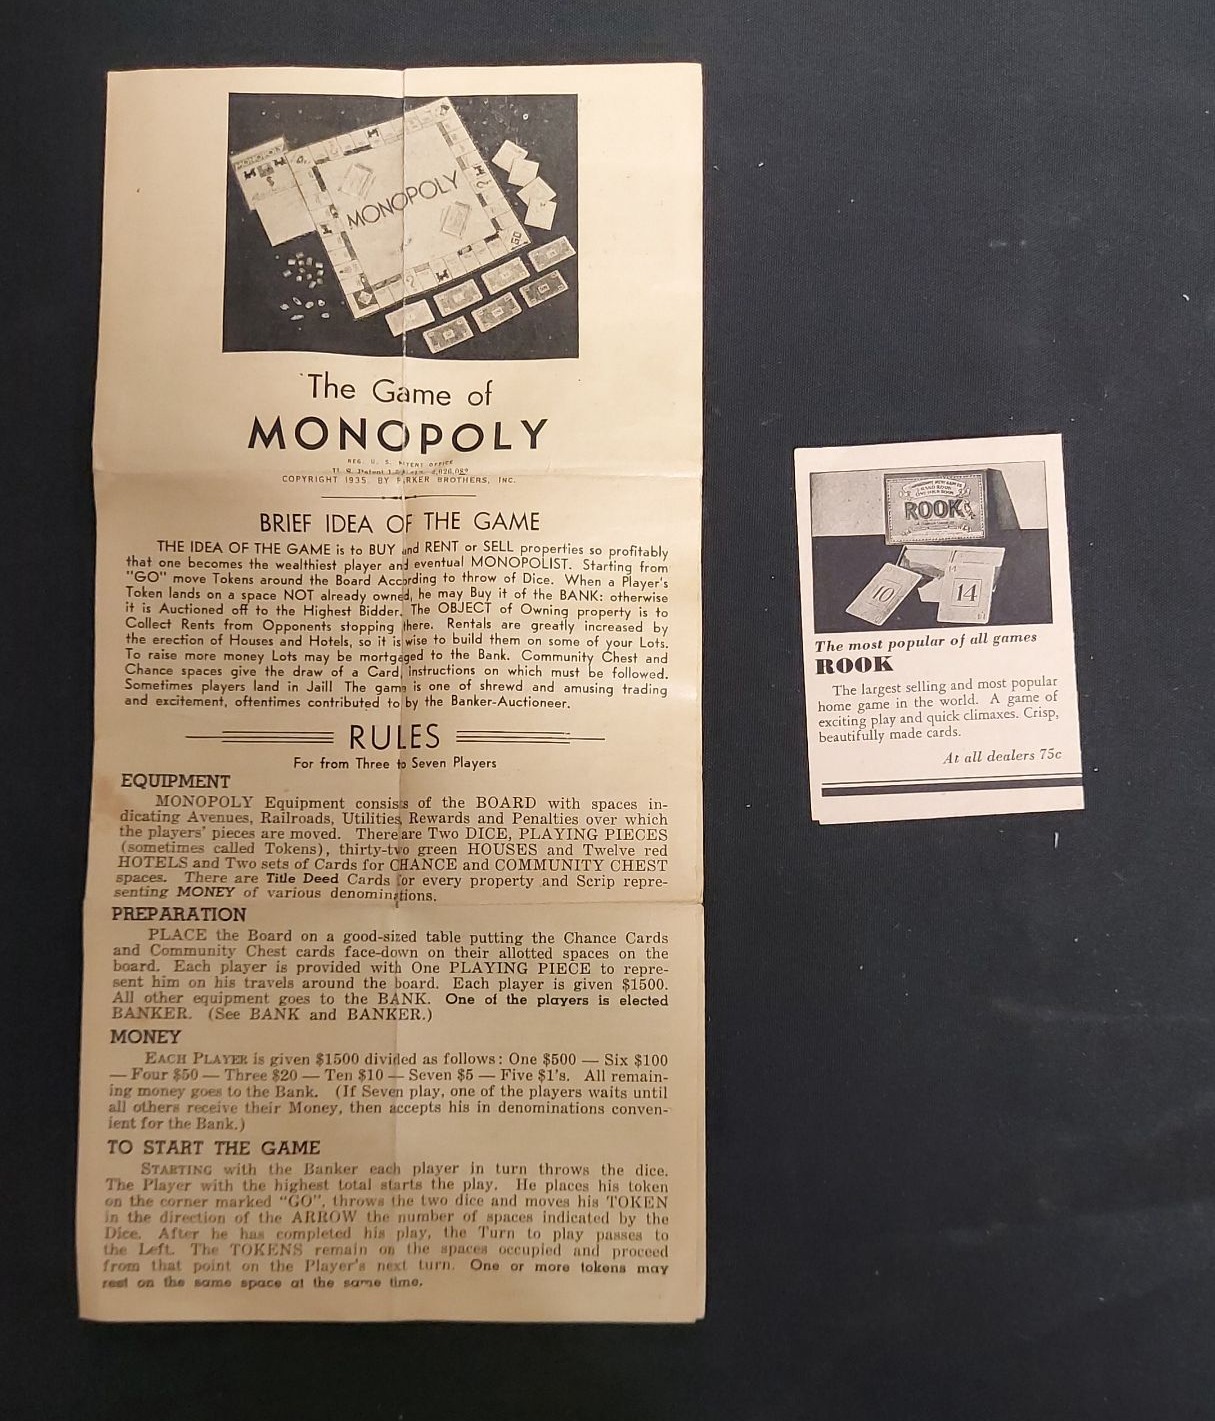 MONOPOLY
MONOPOLY
GO
The Game of
MONOPOLY
REG. U. S. PATENT OFFICE
COPYRIGHT 1935 BY PARKER BROTHERS, INC.
BRIEF IDEA OF THE GAME
THE IDEA OF THE GAME is to BUY and RENT or SELL properties so profitably
that one becomes the wealthiest player and eventual MONOPOLIST. Starting from
"GO" move Tokens around the Board According to throw of Dice. When a Player's
Token lands on a space NOT already owned, he may Buy it of the BANK: otherwise
it is Auctioned off to the Highest Bidder. The OBJECT of Owning property is to
Collect Rents from Opponents stopping there. Rentals are greatly increased by
the erection of Houses and Hotels, so it is wise to build them on some of your Lots.
To raise more money Lots may be mortgaged to the Bank. Community Chest and
Chance spaces give the draw of a Card, instructions on which must be followed.
Sometimes players land in Jail! The game is one of shrewd and amusing trading
and excitement, oftentimes contributed to by the Banker-Auctioneer.
RULES
For from Three to Seven Players
EQUIPMENT
MONOPOLY Equipment consists of the BOARD with spaces in-
dicating Avenues, Railroads, Utilities, Rewards and Penalties over which
the players' pieces are moved. There are Two DICE, PLAYING PIECES
(sometimes called Tokens), thirty-two green HOUSES and Twelve red
HOTELS and Two sets of Cards for CHANCE and COMMUNITY CHEST
spaces. There are Title Deed Cards for every property and Scrip repre-
senting MONEY of various denominations.
PREPARATION
PLACE the Board on a good-sized table putting the Chance Cards
and Community Chest cards face-down on their allotted spaces on the
board. Each player is provided with One PLAYING PIECE to repre-
sent him on his travels around the board. Each player is given $1500.
All other equipment goes to the BANK. One of the players is elected
BANKER. (See BANK and BANKER.)
MONEY
EACH PLAYER is given $1500 divided as follows: One $500 — Six $100
— Four $50 — Three $20 — Ten $10 — Seven $5 — Five $1's. All remain-
ing money goes to the Bank. (If Seven play, one of the players waits until
all others receive their Money, then accepts his in denominations conven-
ient for the Bank.)
TO START THE GAME
STARTING with the Banker each player in turn throws the dice.
The Player with the highest total starts the play. He places his token
on the corner marked "GO", throws the two dice and moves his TOKEN
in the direction of the ARROW the number of spaces indicated by the
Dice. After he has completed his play, the Turn to play passes to
the Left. The TOKENS remain on the spaces occupied and proceed
from that point on the Player's next turn. One or more tokens may
rest on the same space at the same time.
ROOK
10
14
The most popular of all games
ROOK
The largest selling and most popular
home game in the world. A game of
exciting play and quick climaxes. Crisp,
beautifully made cards.
At all dealers 75c